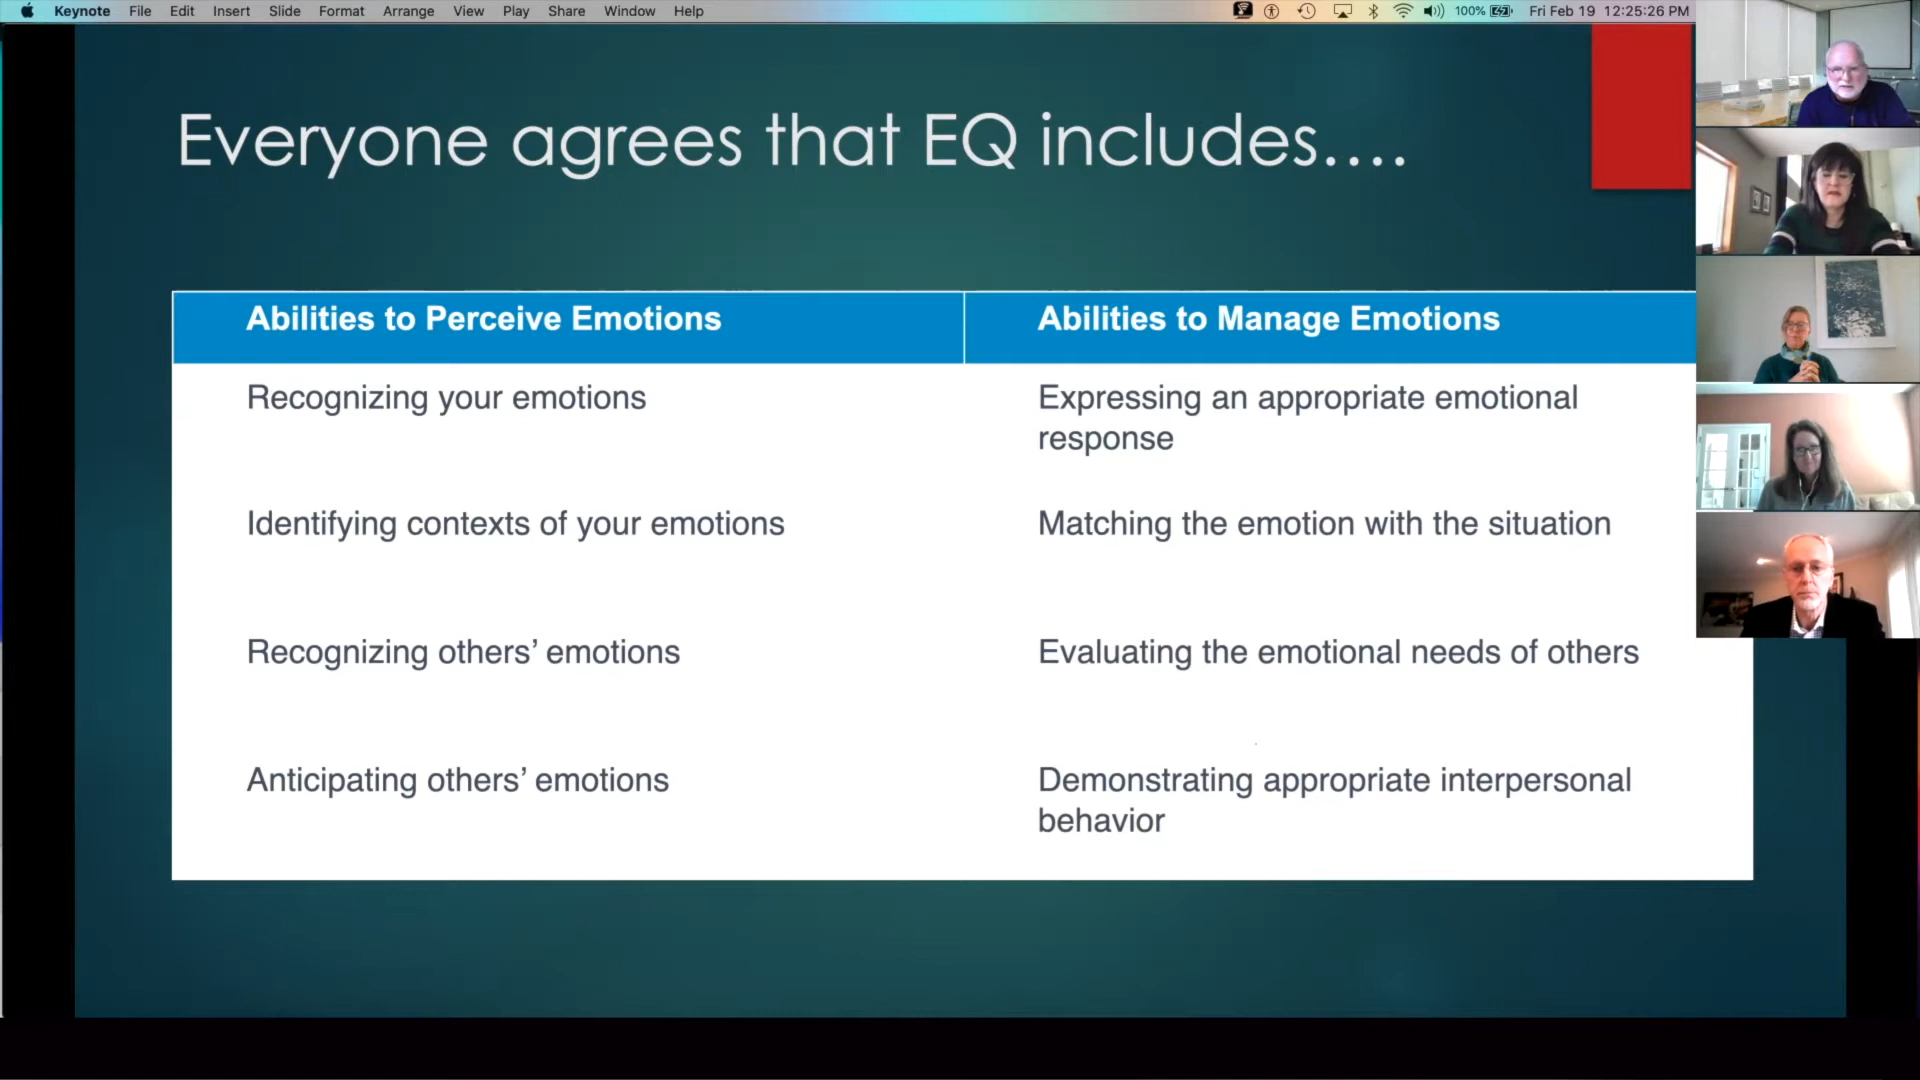 Keynote File Edit Insert Slide Format Arrange View Play Share Window Help 100% Fri Feb 19 12:25:26 PM
Everyone agrees that EQ includes....
Abilities to Perceive Emotions
Abilities to Manage Emotions
Recognizing your emotions
Expressing an appropriate emotional
response
Identifying contexts of your emotions
Matching the emotion with the situation
Recognizing others’ emotions
Evaluating the emotional needs of others
Anticipating others’ emotions
Demonstrating appropriate interpersonal
behavior